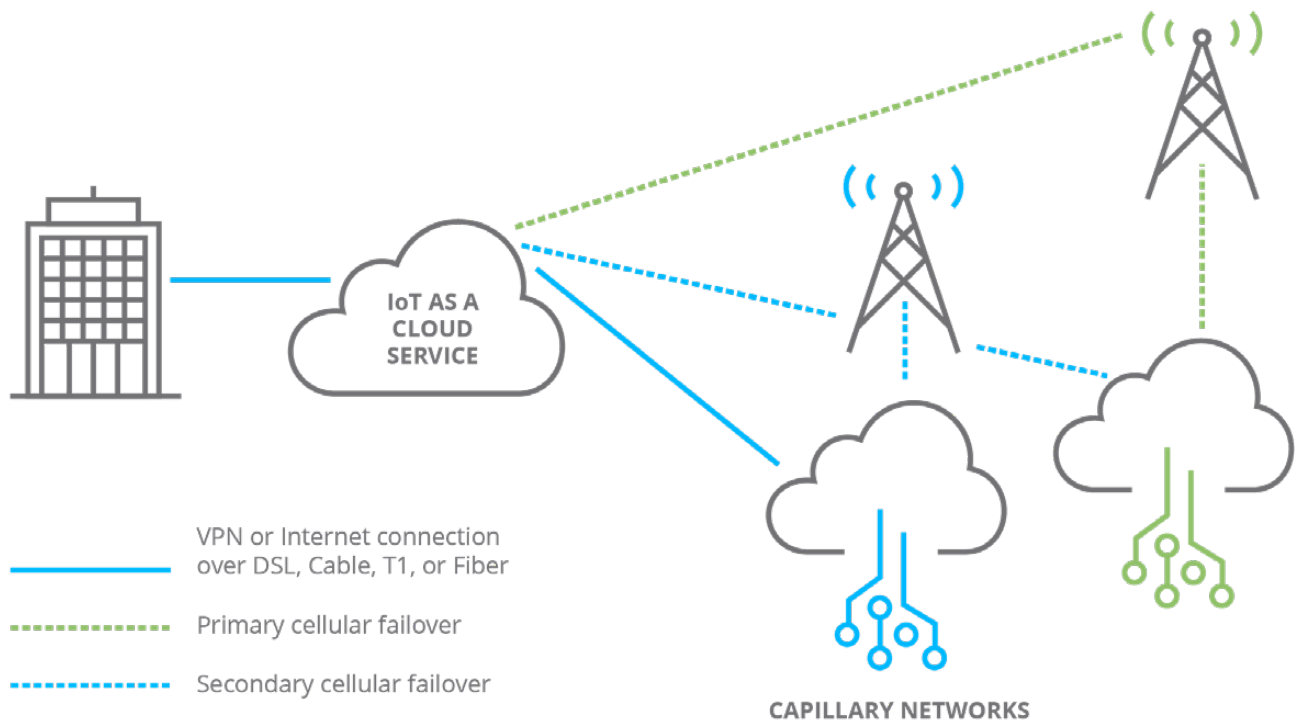 IoT AS A
CLOUD
SERVICE
VPN or Internet connection
over DSL, Cable, T1, or Fiber
Primary cellular failover
Secondary cellular failover
CAPILLARY NETWORKS